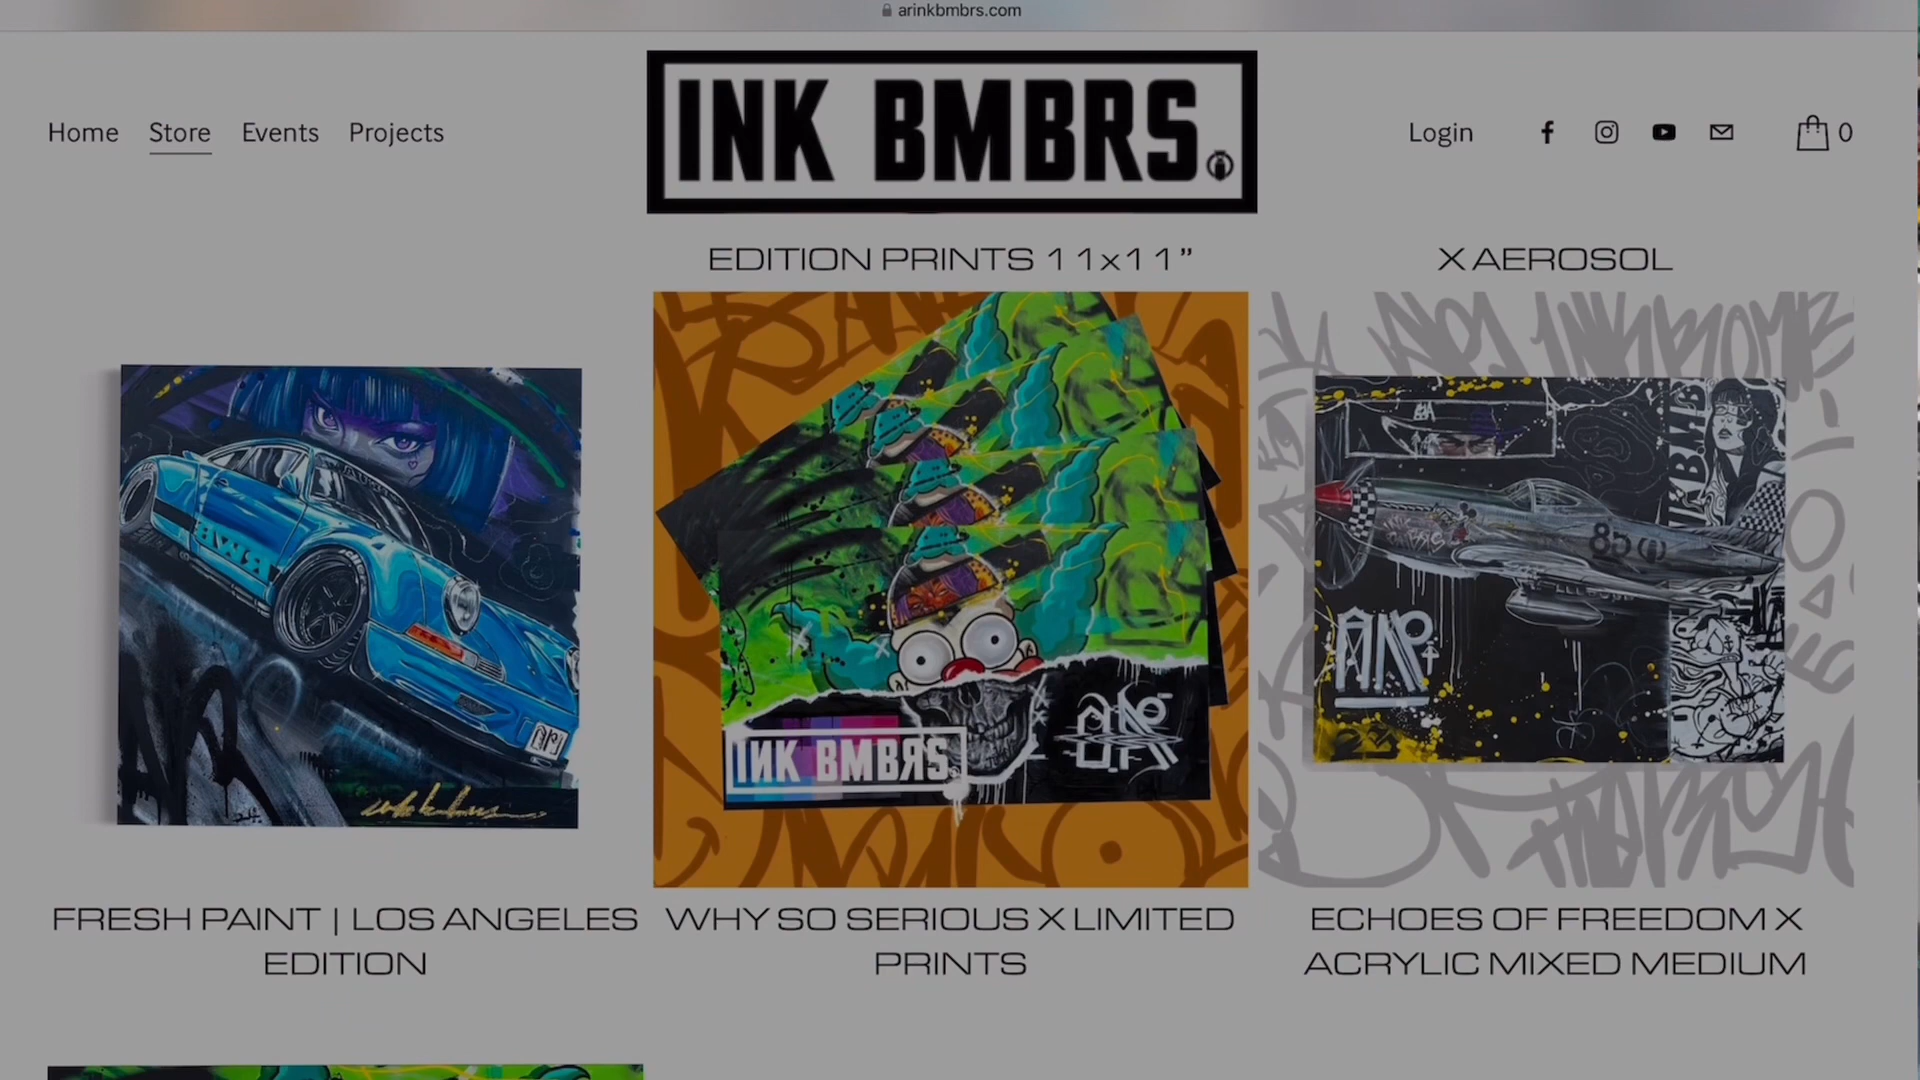 arinkbmbrs.com
Home Store Events Projects
INK BMBRS.
Login
0
EDITION PRINTS 11x11”
X AEROSOL
INK BMBRS.
85
FRESH PAINT | LOS ANGELES
EDITION
WHY SO SERIOUS X LIMITED
PRINTS
ECHOES OF FREEDOM X
ACRYLIC MIXED MEDIUM